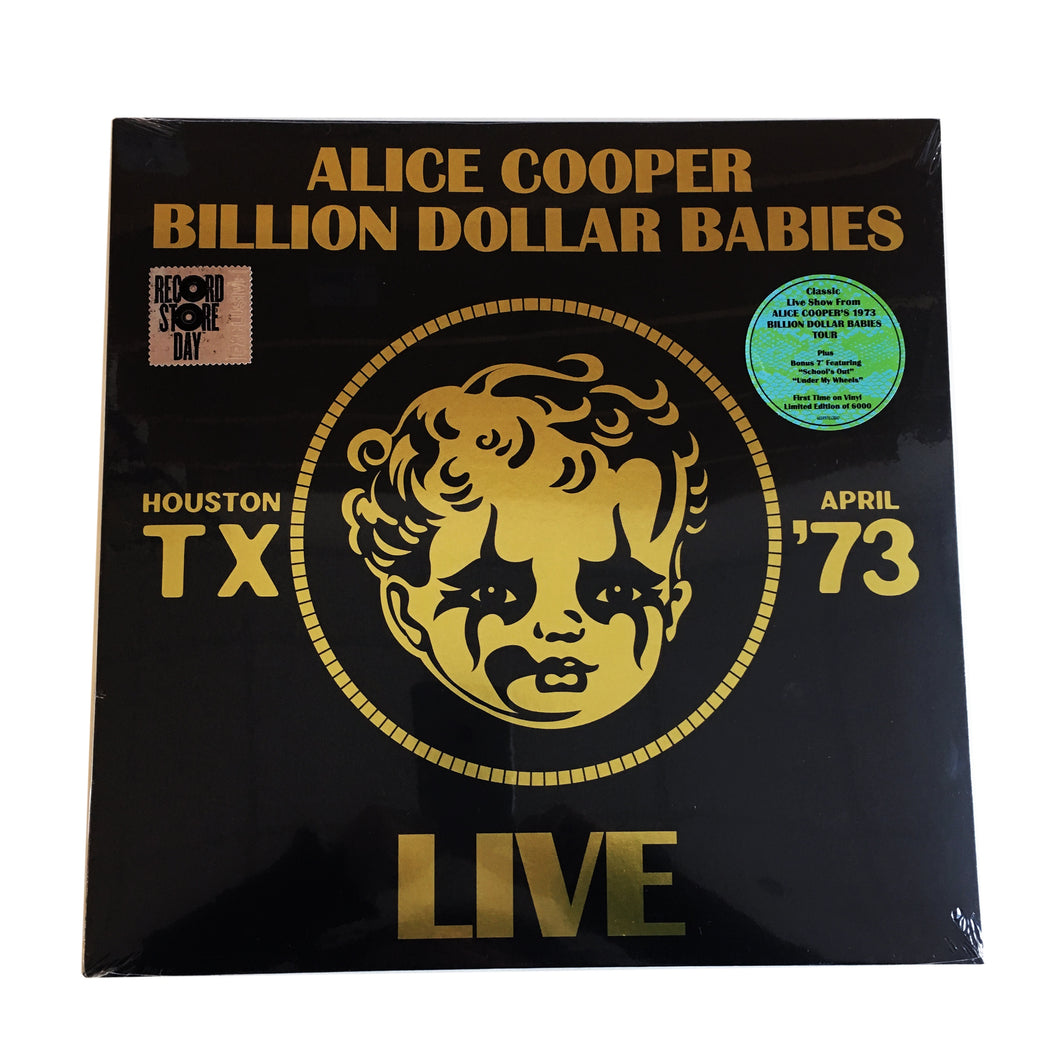 ALICE COOPER
BILLION DOLLAR BABIES
RECORD
STORE
DAY
Classic
Live Show From
ALICE COOPER'S 1973
BILLION DOLLAR BABIES
TOUR
Plus
Bonus 7" Featuring
"School's Out"
"Under My Wheels"
First Time on Vinyl
Limited Edition of 6000
HOUSTON
TX
APRIL
'73
LIVE